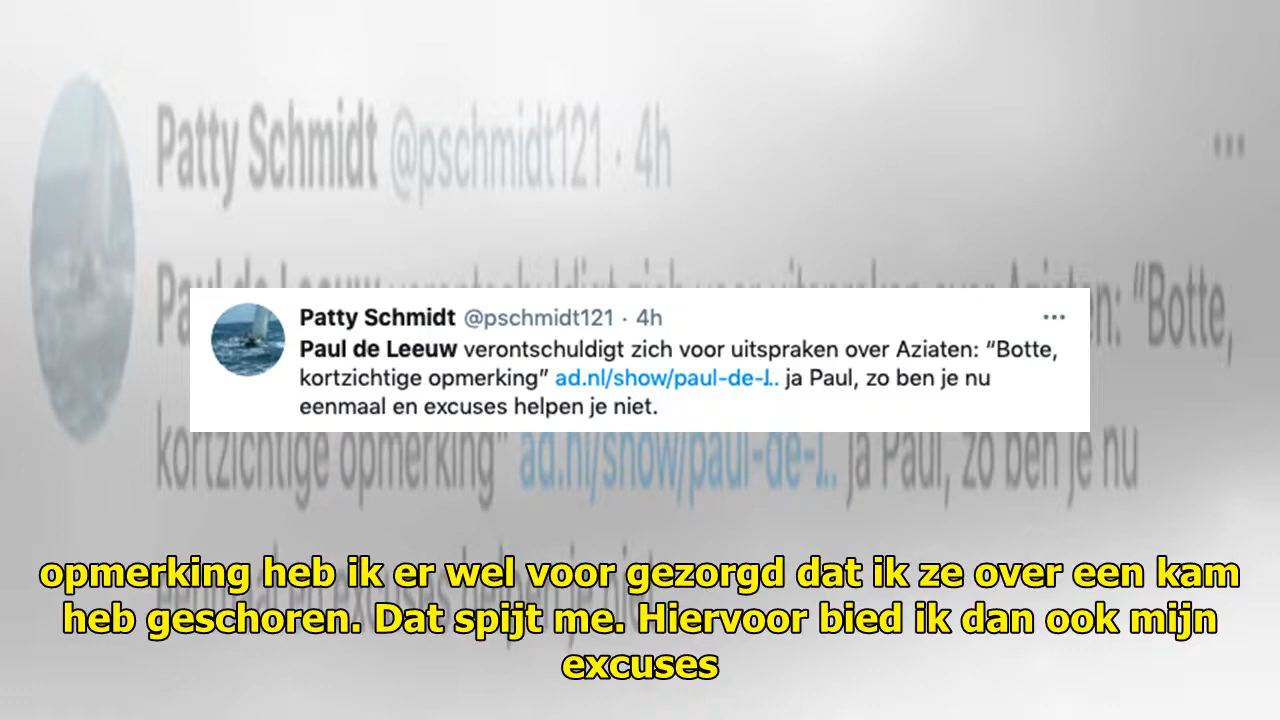 Patty Schmidt @pschmidt121 · 4h
Paul de Leeuw verontschuldigt zich voor uitspraken over Aziaten: “Botte,
kortzichtige opmerking” ad.nl/show/paul-de-l.. ja Paul, zo ben je nu
eenmaal en excuses helpen je niet.
opmerking heb ik er wel voor gezorgd dat ik ze over een kam
heb geschoren. Dat spijt me. Hiervoor bied ik dan ook mijn
excuses